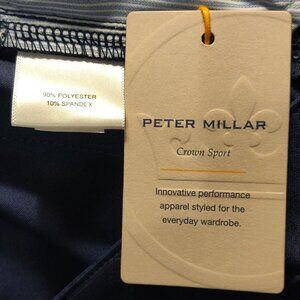 90% POLYESTER
10% SPANDEX
PETER MILLAR
Crown Sport
Innovative performance
apparel styled for the
everyday wardrobe.